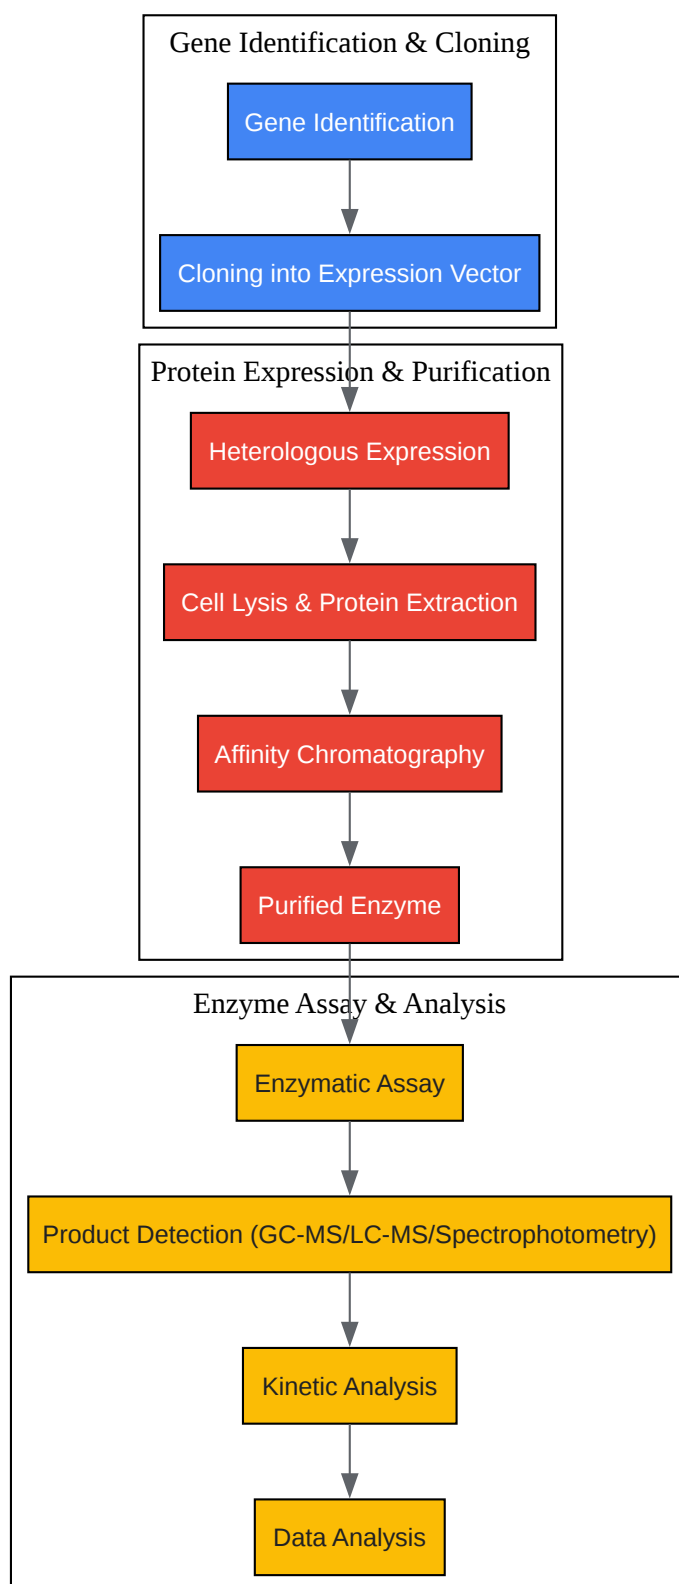 Gene Identification & Cloning
Gene Identification
Cloning into Expression Vector
Protein Expression & Purification
Heterologous Expression
Cell Lysis & Protein Extraction
Affinity Chromatography
Purified Enzyme
Enzyme Assay & Analysis
Enzymatic Assay
Product Detection (GC-MS/LC-MS/Spectrophotometry)
Kinetic Analysis
Data Analysis